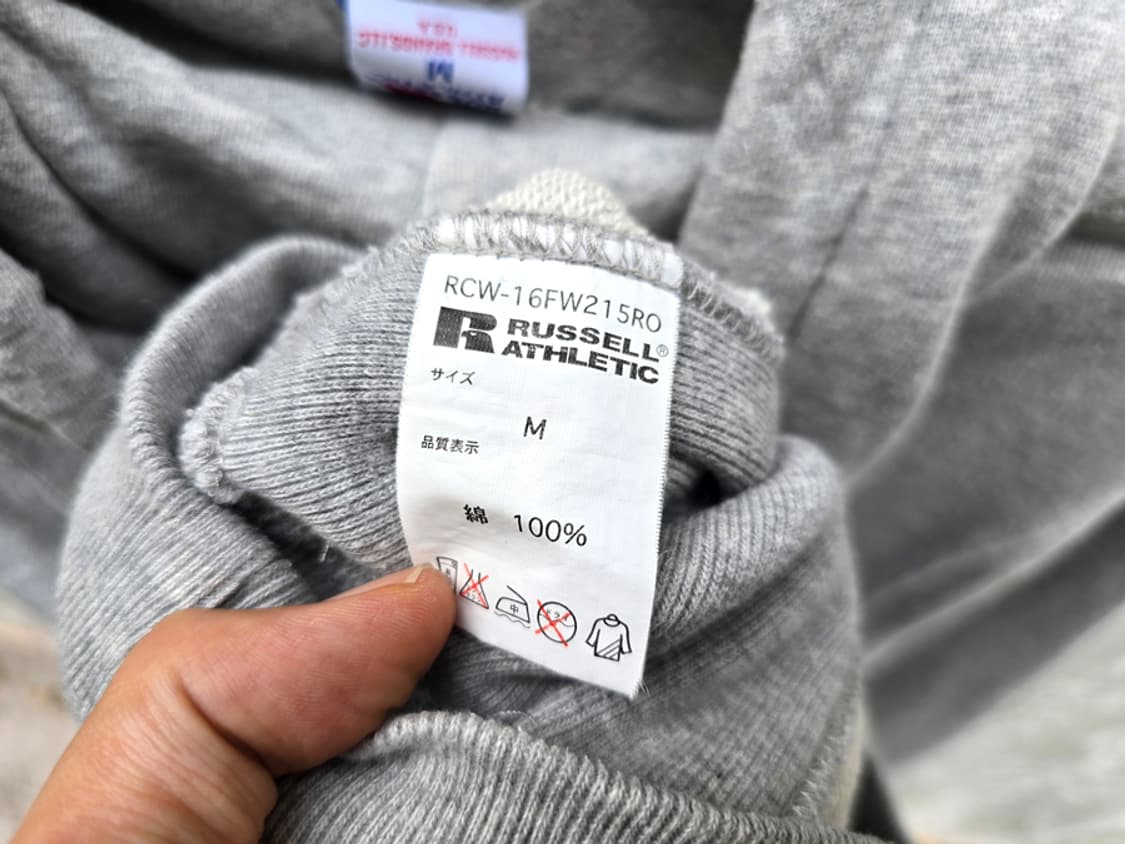 RCW-16FW215RO
RUSSELL®
ATHLETIC
サイズ
M
品質表示
綿 100%
中